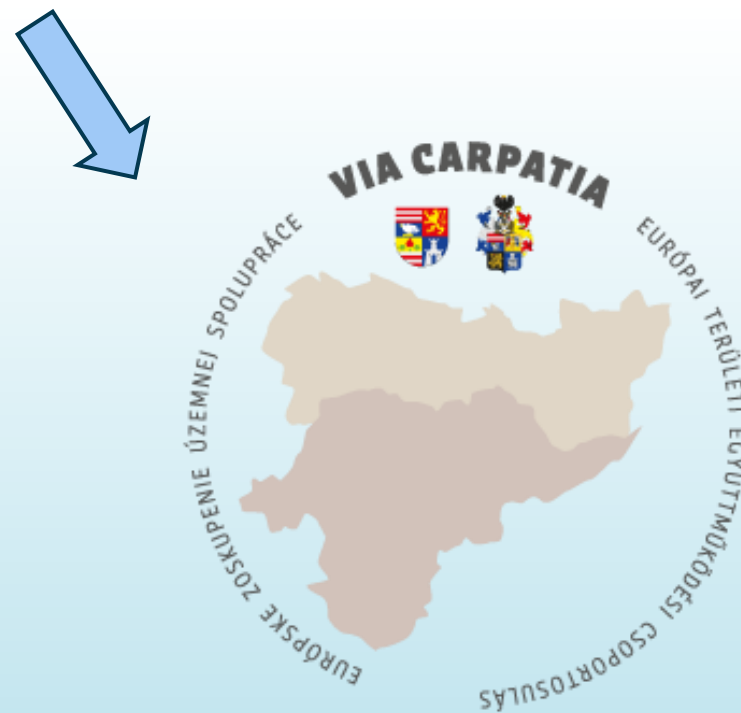 VIA CARPATIA
EURÓPSKE ZOSKUPENIE ÚZEMNEJ SPOLUPRÁCE
EURÓPAI TERÜLETI EGYÜTTMŰKÖDÉSI CSOPORTOSULÁS